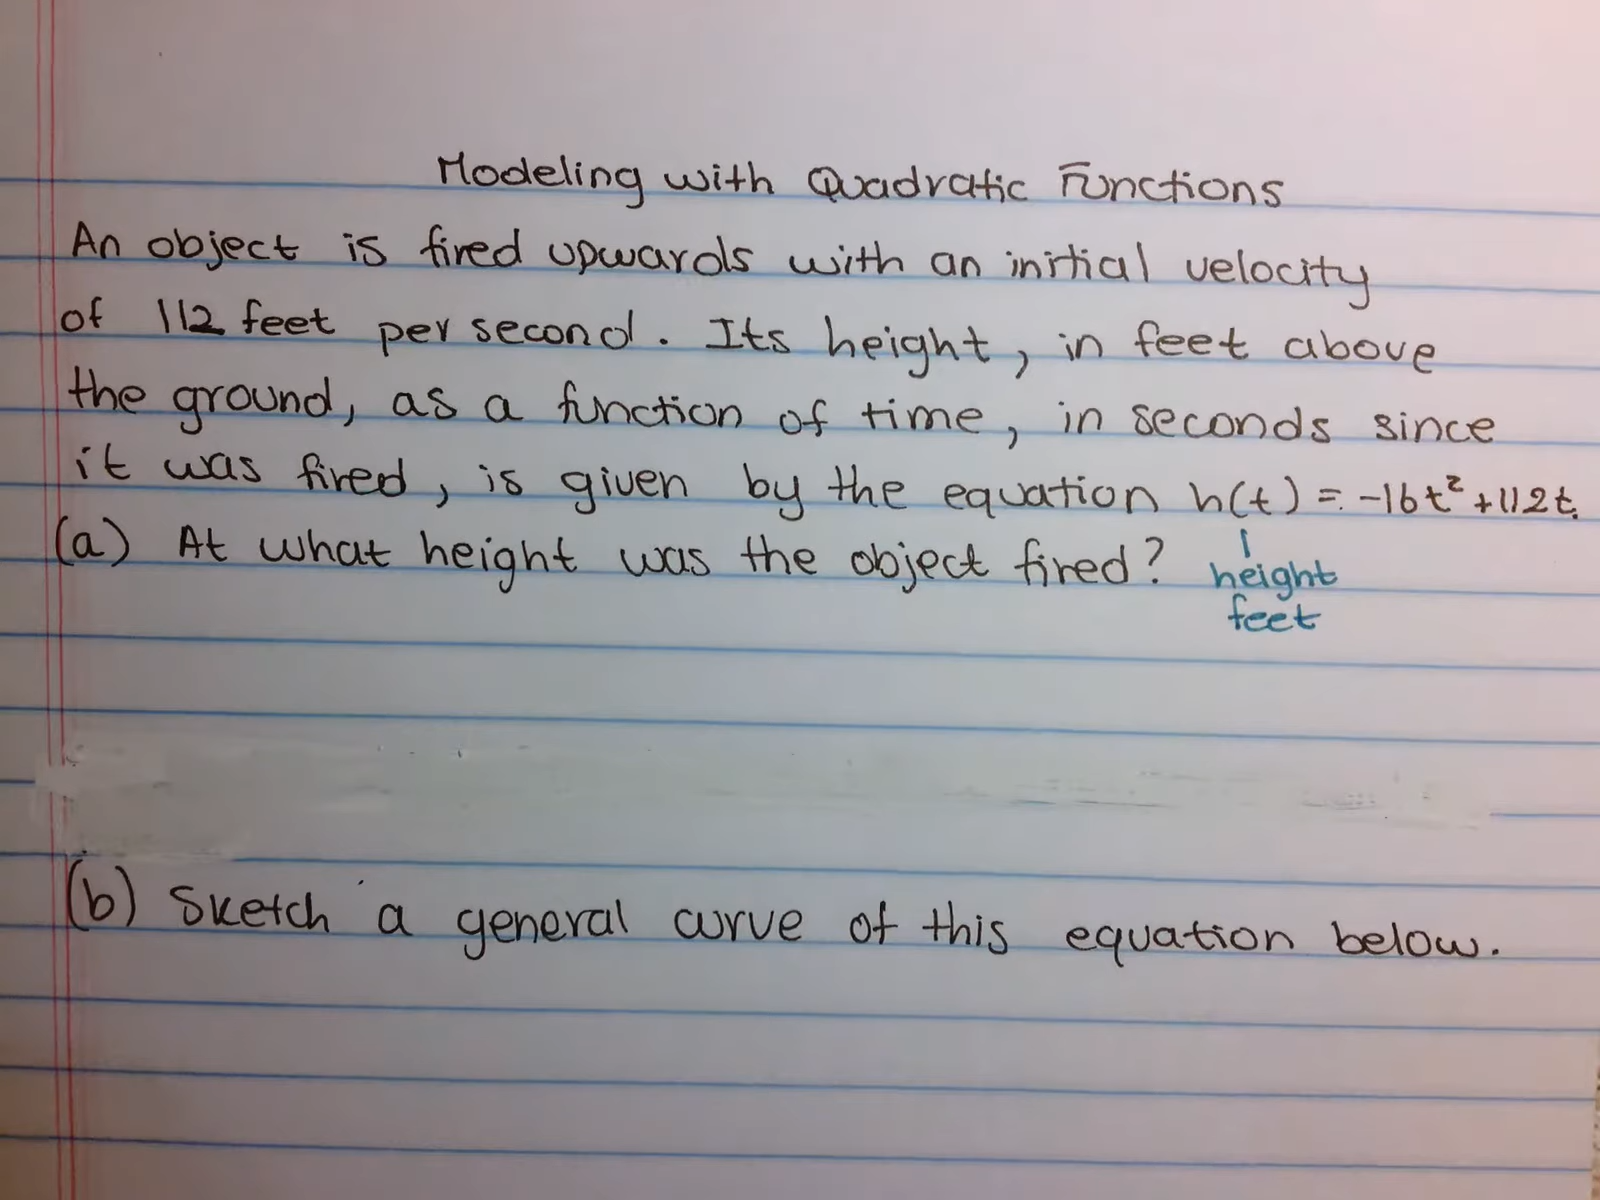 Modeling with Quadratic Functions
An object is fired upwards with an initial velocity
of 112 feet per second. Its height, in feet above
the ground, as a function of time, in seconds since
it was fired, is given by the equation h(t) = -16t² +112t.
(a) At what height was the object fired?
height
feet
(b) Sketch a general curve of this equation below.